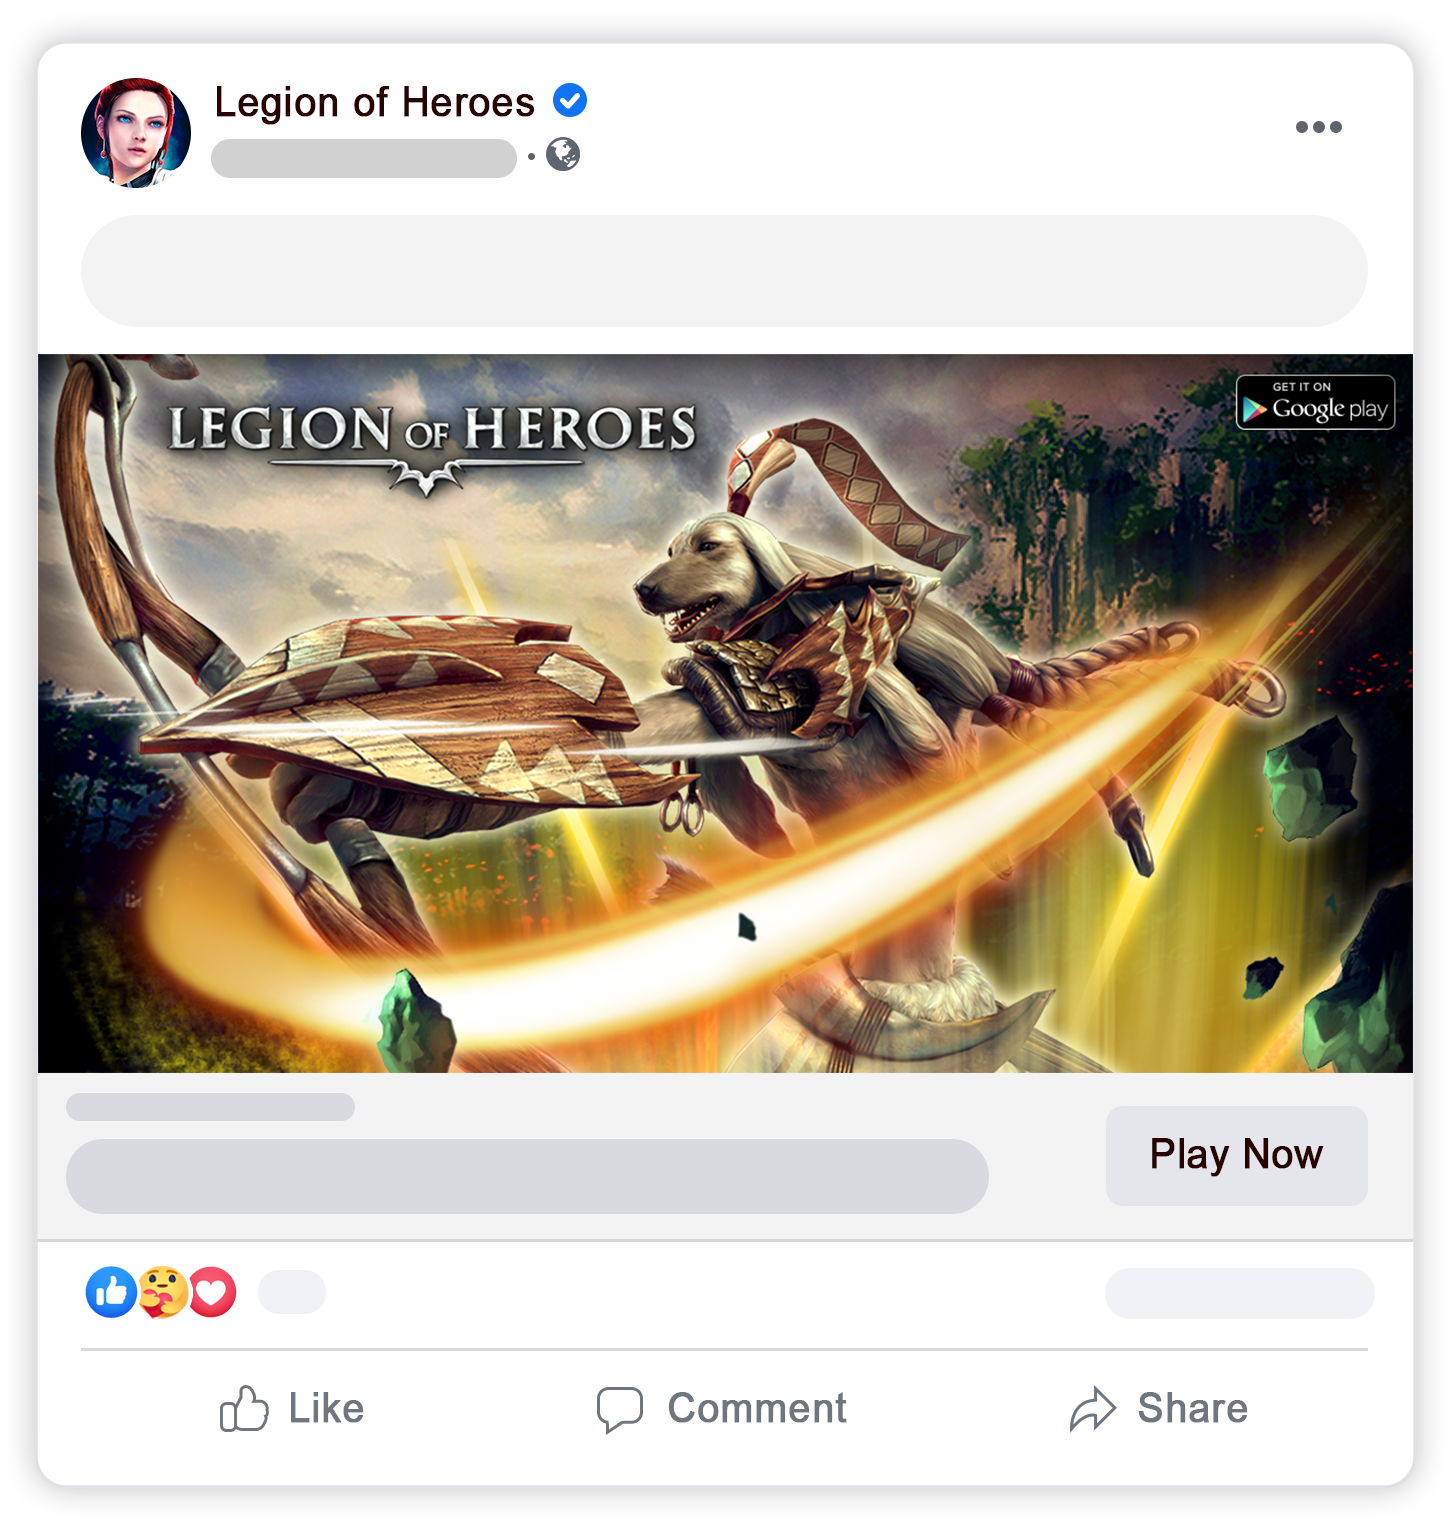 Legion of Heroes
LEGION OF HEROES
GET IT ON
Google play
Play Now
Like
Comment
Share